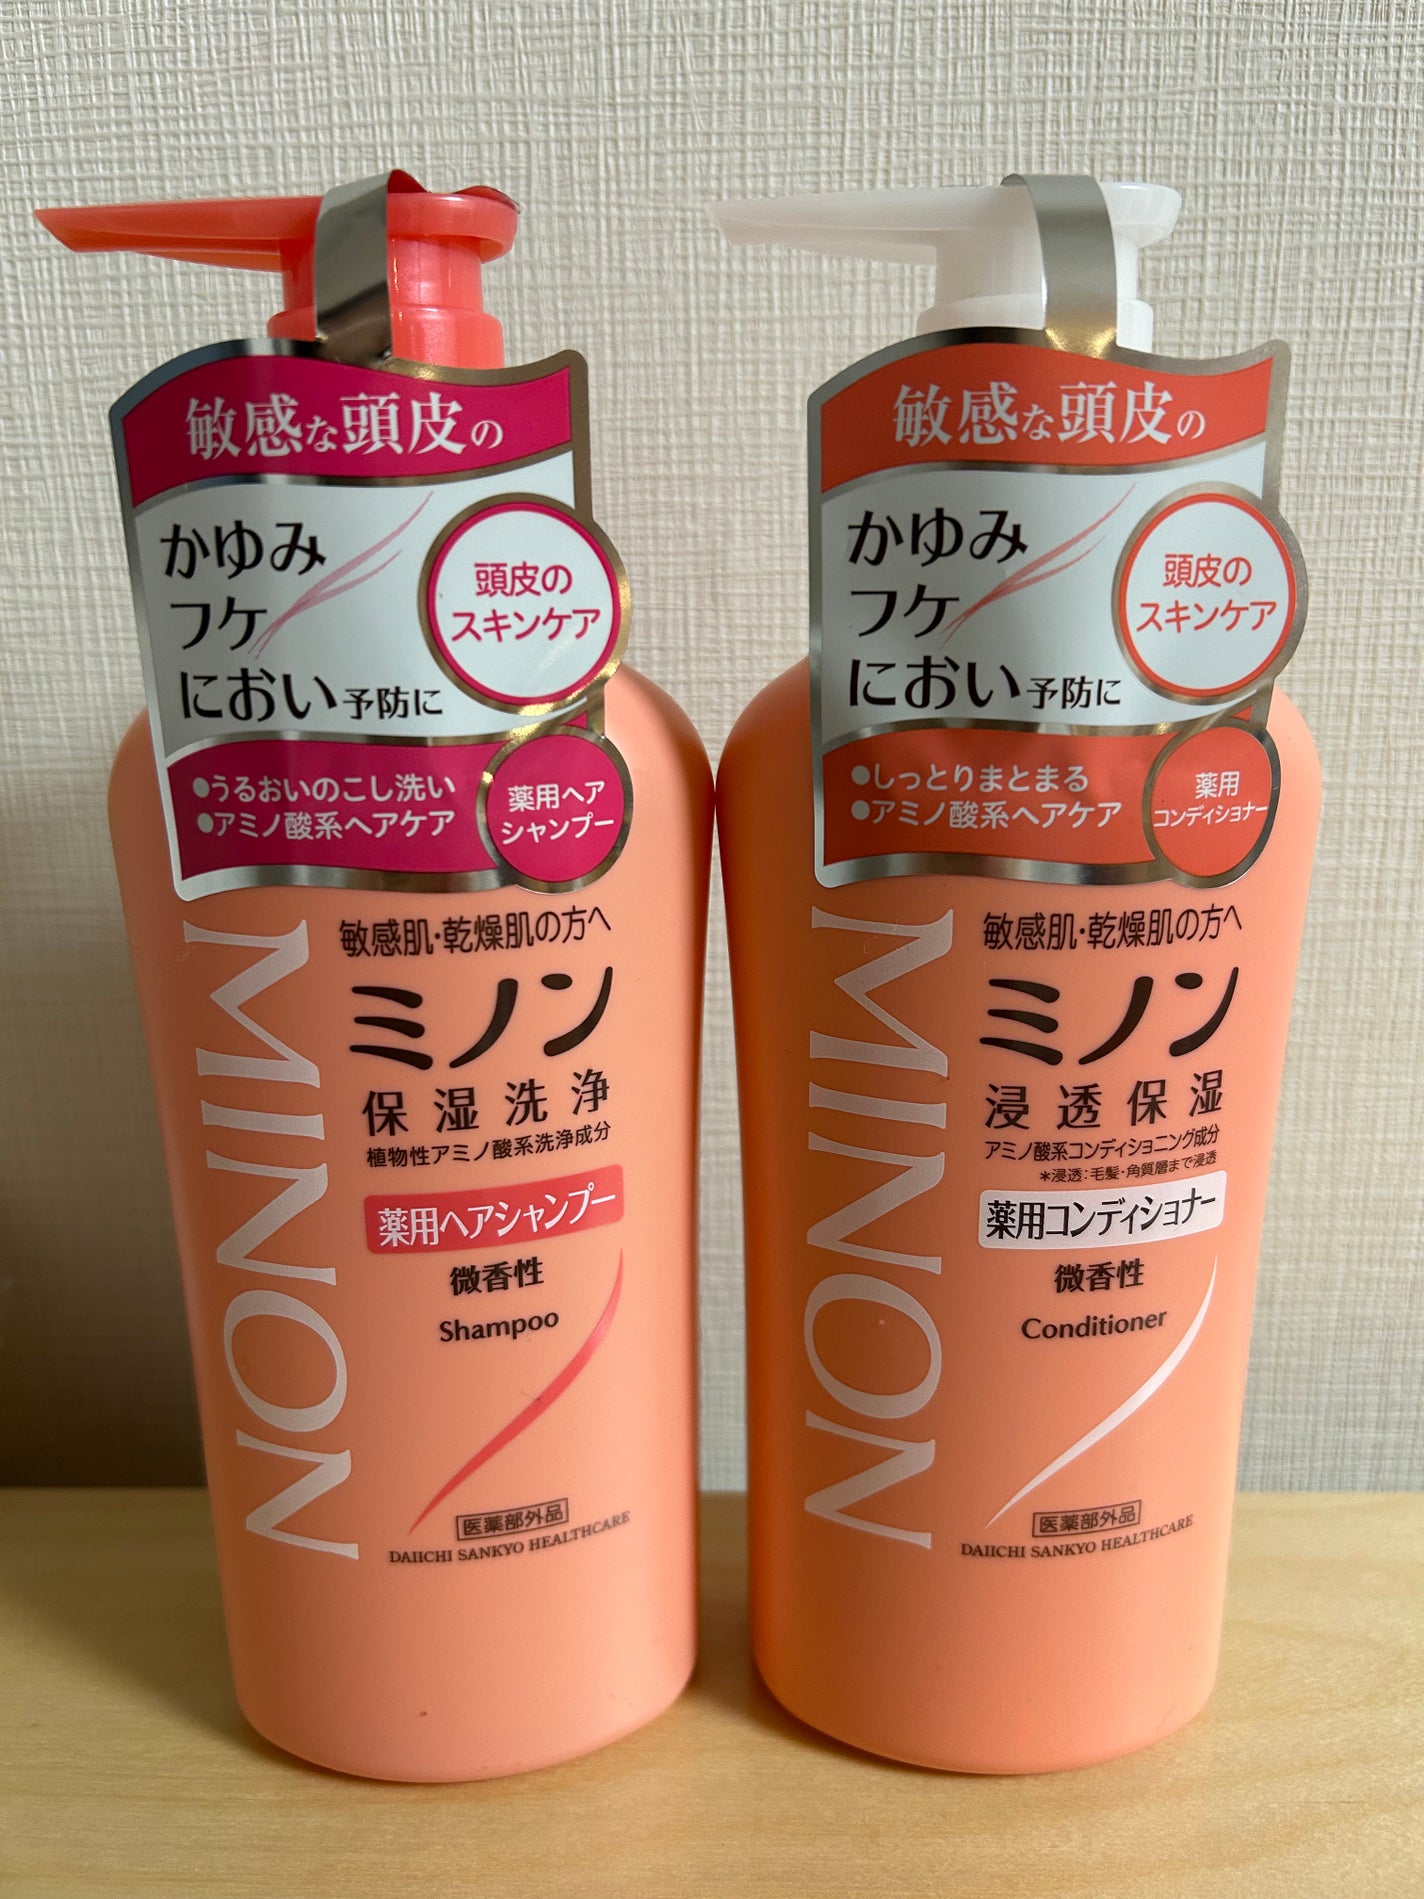 敏感な頭皮の
かゆみ
フケ
におい予防に
頭皮の
スキンケア
●うるおいのこし洗い
●アミノ酸系ヘアケア
薬用ヘア
シャンプー
MINON
敏感肌・乾燥肌の方へ
ミノン
保湿洗浄
植物性アミノ酸系洗浄成分
薬用ヘアシャンプー
微香性
Shampoo
医薬部外品
DAIICHI SANKYO HEALTHCARE
敏感な頭皮の
かゆみ
フケ
におい予防に
頭皮の
スキンケア
●しっとりまとまる
●アミノ酸系ヘアケア
薬用
コンディショナー
MINON
敏感肌・乾燥肌の方へ
ミノン
浸透保湿
アミノ酸系コンディショニング成分
*浸透:毛髪・角質層まで浸透
薬用コンディショナー
微香性
Conditioner
医薬部外品
DAIICHI SANKYO HEALTHCARE